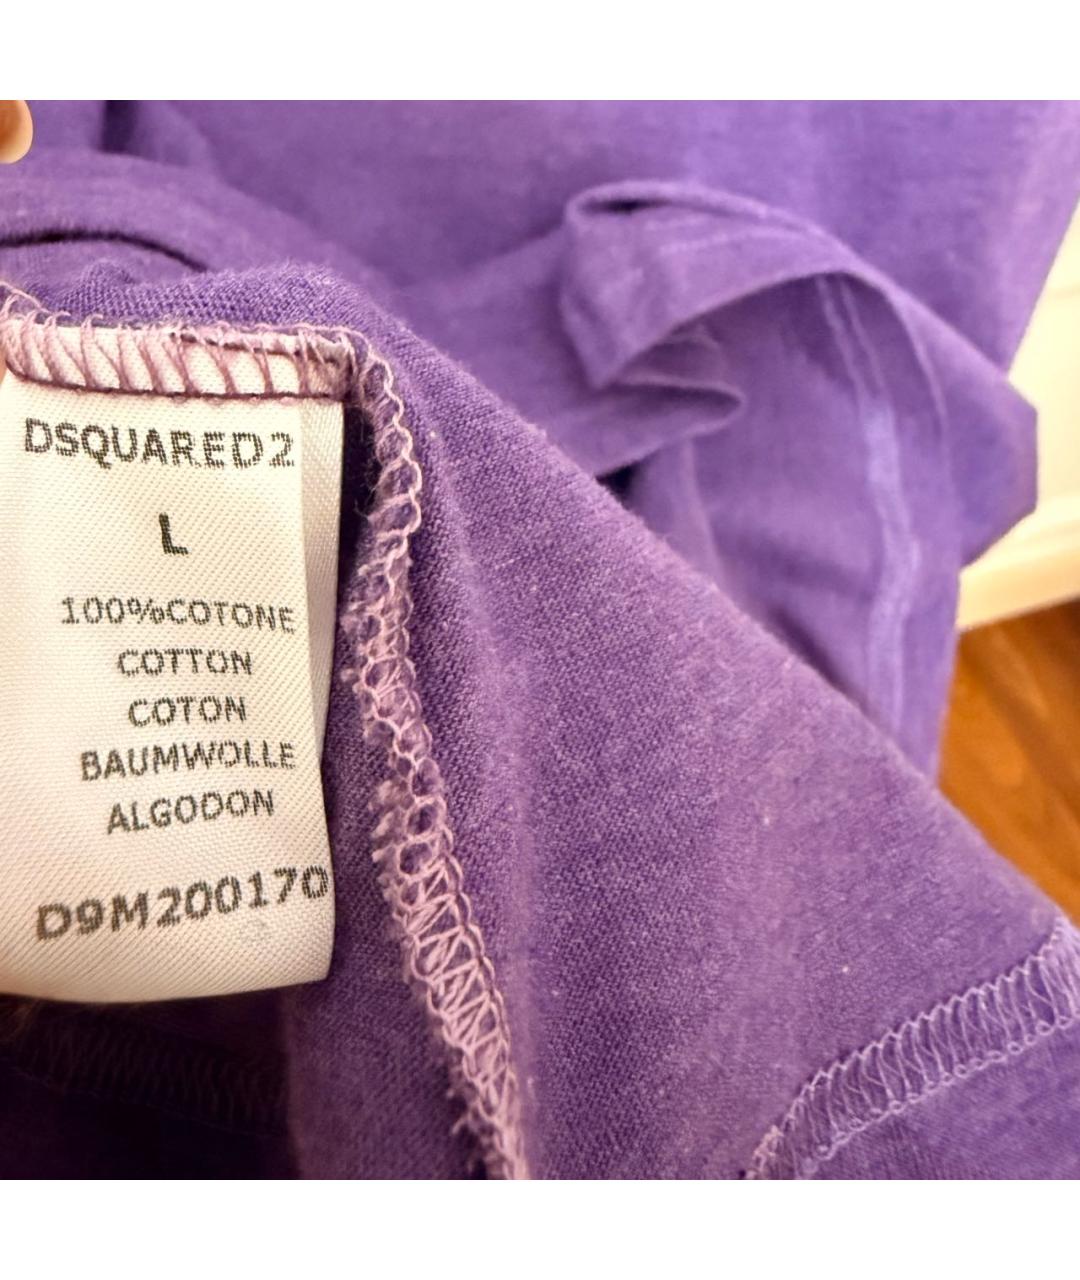 DSQUARED2
L
100%COTONE
COTTON
COTON
BAUMWOLLE
ALGODON
D9M200170